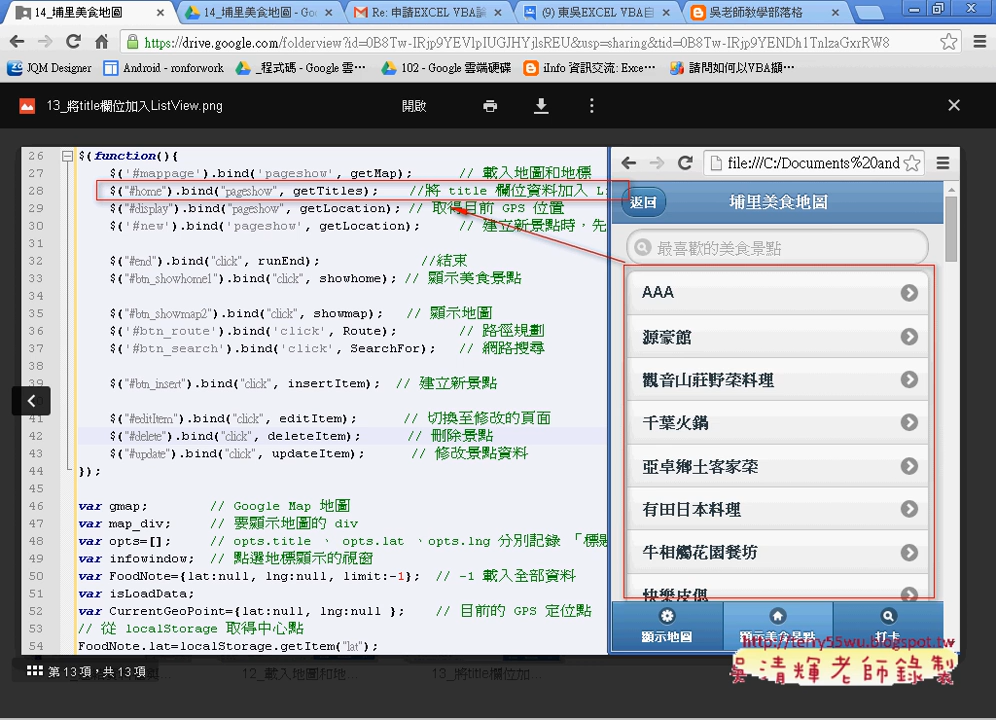 14_埔里美食地圖
14_埔里美食地圖 - Go
Re: 申請EXCEL VBA論
(9) 東吳EXCEL VBA自
吳老師教學部落格
https://drive.google.com/folderview?id=0B8Tw-IRjp9YEVlpIUGJHYjlsREU&usp=sharing&tid=0B8Tw-IRjp9YENDh1TnlzaGxrRW8
JQM Designer
Android - ronforwork
_程式碼 - Google 雲…
102 - Google 雲端硬碟
iInfo 資訊交流: Exce…
請問如何以VBA擷…
13_將title欄位加入ListView.png
開啟
26 $(function(){
27 $('#mappage').bind('pageshow', getMap); // 載入地圖和地標
28 $("#home").bind("pageshow", getTitles); //將 title 欄位資料加入 Li
29 $("#display").bind("pageshow", getLocation); // 取得目前 GPS 位置
30 $('#new').bind('pageshow', getLocation); // 建立新景點時，先
31
32 $("#end").bind("click", runEnd); //結束
33 $("#btn_showhome1").bind("click", showhome); // 顯示美食景點
34
35 $("#btn_showmap2").bind("click", showmap); // 顯示地圖
36 $('#btn_route').bind('click', Route); // 路徑規劃
37 $('#btn_search').bind('click', SearchFor); // 網路搜尋
38
39 $("#btn_insert").bind("click", insertItem); // 建立新景點
41 $("#editItem").bind("click", editItem); // 切換至修改的頁面
42 $("#delete").bind("click", deleteItem); // 刪除景點
43 $("#update").bind("click", updateItem); // 修改景點資料
44 });
45
46 var gmap; // Google Map 地圖
47 var map_div; // 要顯示地圖的 div
48 var opts=[]; // opts.title 、 opts.lat 、opts.lng 分別記錄 「標題
49 var infowindow; // 點選地標顯示的視窗
50 var FoodNote={lat:null, lng:null, limit:-1}; // -1 載入全部資料
51 var isLoadData;
52 var CurrentGeoPoint={lat:null, lng:null }; // 目前的 GPS 定位點
53 // 從 localStorage 取得中心點
54 FoodNote.lat=localStorage.getItem("lat");
file:///C:/Documents%20and
返回
埔里美食地圖
最喜歡的美食景點
AAA
源豪館
觀音山莊野菜料理
千葉火鍋
亞卓鄉土客家菜
有田日本料理
牛相觸花園餐坊
快樂皮偶
顯示地圖
顯示美食景點
打卡
http://terry55wu.blogspot.tw
吳清輝老師錄製
第 13 項，共 13 項
12_載入地圖和地…
13_將title欄位加…